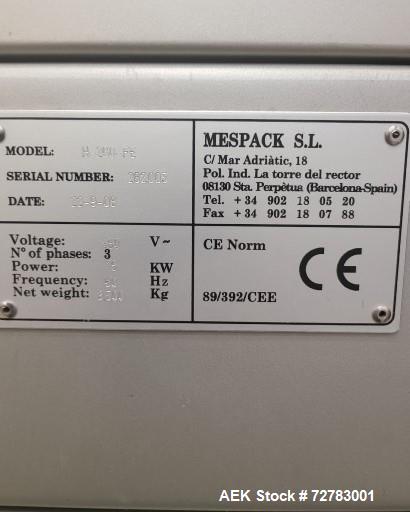 MODEL:
SERIAL NUMBER:
DATE:
Voltage: V~
Nº of phases: 3
Power: KW
Frequency: Hz
Net weight: Kg
MESPACK S.L.
C/ Mar Adriàtic, 18
Pol. Ind. La torre del rector
08130 Sta. Perpètua (Barcelona-Spain)
Tel. +34 902 18 05 20
Fax +34 902 18 07 88
CE Norm
CE
89/392/CEE
AEK Stock # 72783001